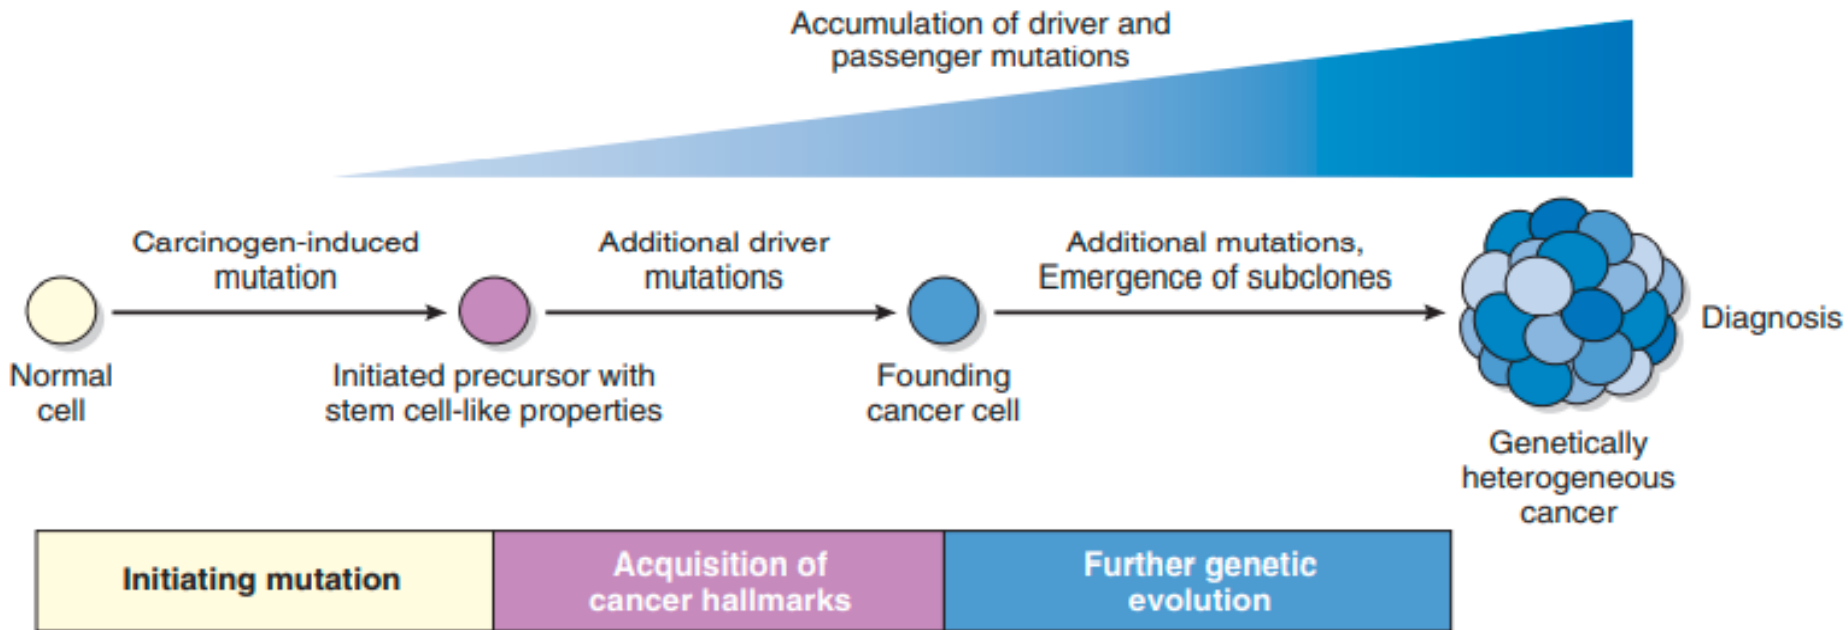 Accumulation of driver and
passenger mutations
Carcinogen-induced
mutation
Additional driver
mutations
Additional mutations,
Emergence of subclones
Normal
cell
Initiated precursor with
stem cell-like properties
Founding
cancer cell
Diagnosis
Genetically
heterogeneous
cancer
Initiating mutation
Acquisition of
cancer hallmarks
Further genetic
evolution